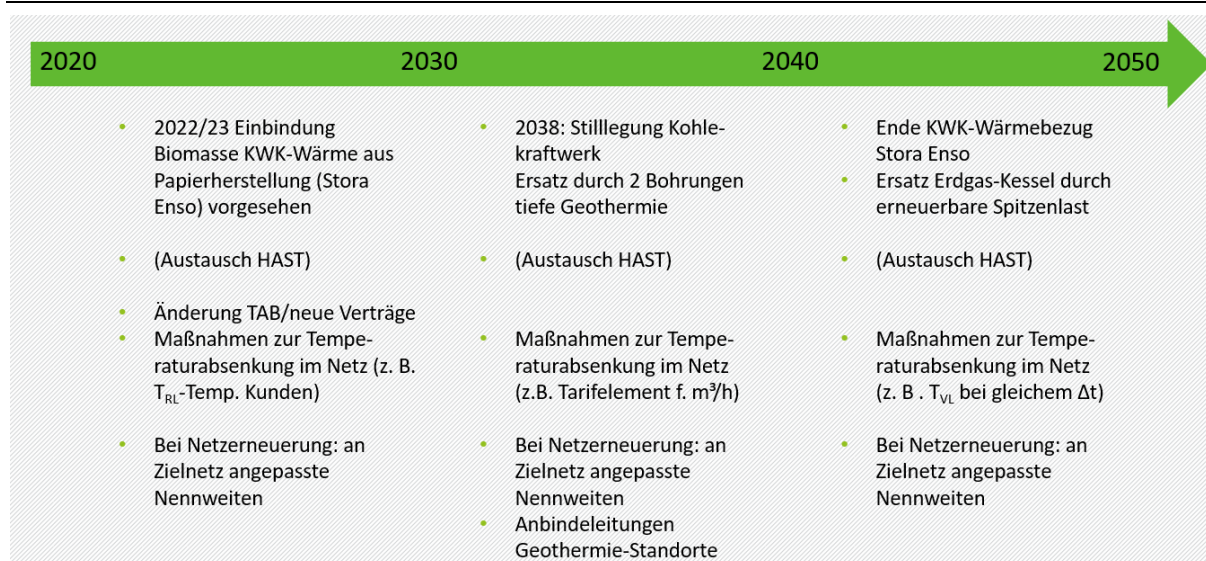 2020 2030 2040 2050
• 2022/23 Einbindung
Biomasse KWK-Wärme aus
Papierherstellung (Stora
Enso) vorgesehen
• (Austausch HAST)
• Änderung TAB/neue Verträge
• Maßnahmen zur Tempe-
raturabsenkung im Netz (z. B.
TRL-Temp. Kunden)
• Bei Netzerneuerung: an
Zielnetz angepasste
Nennweiten
• 2038: Stilllegung Kohle-
kraftwerk
Ersatz durch 2 Bohrungen
tiefe Geothermie
• (Austausch HAST)
• Maßnahmen zur Tempe-
raturabsenkung im Netz
(z.B. Tarifelement f. m³/h)
• Bei Netzerneuerung: an
Zielnetz angepasste
Nennweiten
• Anbindeleitungen
Geothermie-Standorte
• Ende KWK-Wärmebezug
Stora Enso
• Ersatz Erdgas-Kessel durch
erneuerbare Spitzenlast
• (Austausch HAST)
• Maßnahmen zur Tempe-
raturabsenkung im Netz
(z. B . TVL bei gleichem Δt)
• Bei Netzerneuerung: an
Zielnetz angepasste
Nennweiten